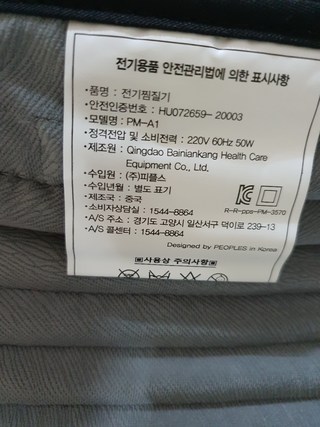 전기용품 안전관리법에 의한 표시사항
·품명 : 전기찜질기
·안전인증번호 : HU072659-20003
·모델명 : PM-A1
·정격전압 및 소비전력 : 220V 60Hz 50W
·제조원 : Qingdao Bainiankang Health Care
Equipment Co., Ltd.
·수입원 : (주)피플스
·수입년월 : 별도 표기
·제조국 : 중국
·소비자상담실 : 1544-8864
R-R-pps-PM-3570
·A/S 주소 : 경기도 고양시 일산서구 덕이로 239-13
·A/S 콜센터 : 1544-8864
Designed by PEOPLES in Korea
※사용상 주의사항※